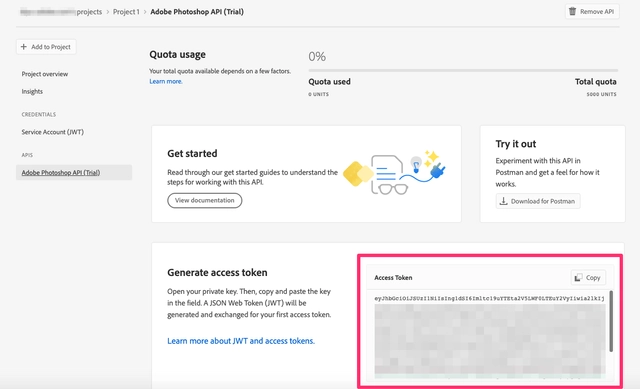 projects > Project 1 > Adobe Photoshop API (Trial)
Remove API
+ Add to Project
Project overview
Insights
CREDENTIALS
Service Account (JWT)
APIS
Adobe Photoshop API (Trial)
Quota usage
Your total quota available depends on a few factors.
Learn more.
0%
Quota used
Total quota
0 UNITS
5000 UNITS
Get started
Read through our get started guides to understand the
steps for working with this API.
View documentation
Try it out
Experiment with this API in
Postman and get a feel for how it
works.
Download for Postman
Generate access token
Open your private key. Then, copy and paste the key
in the field. A JSON Web Token (JWT) will be
generated and exchanged for your first access token.
Learn more about JWT and access tokens.
Access Token
Copy